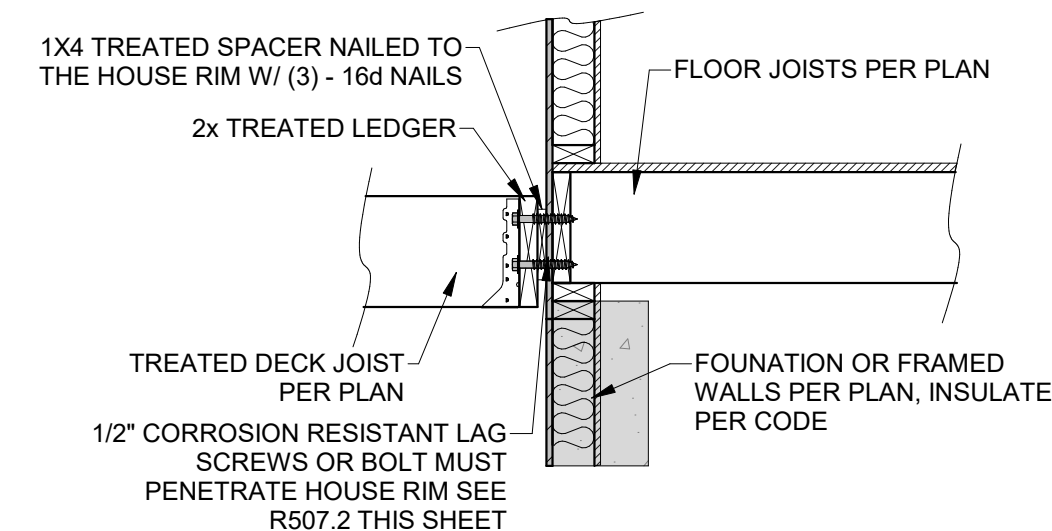 1X4 TREATED SPACER NAILED TO
THE HOUSE RIM W/ (3) - 16d NAILS
2x TREATED LEDGER
FLOOR JOISTS PER PLAN
TREATED DECK JOIST
PER PLAN
1/2" CORROSION RESISTANT LAG
SCREWS OR BOLT MUST
PENETRATE HOUSE RIM SEE
R507.2 THIS SHEET
FOUNATION OR FRAMED
WALLS PER PLAN, INSULATE
PER CODE